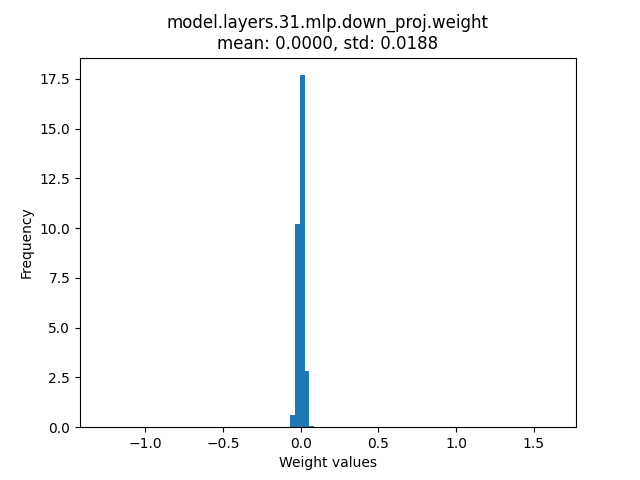 model.layers.31.mlp.down_proj.weight
mean: 0.0000, std: 0.0188
17.5
15.0
12.5
10.0
7.5
5.0
2.5
0.0
Frequency
−1.0 −0.5 0.0 0.5 1.0 1.5
Weight values